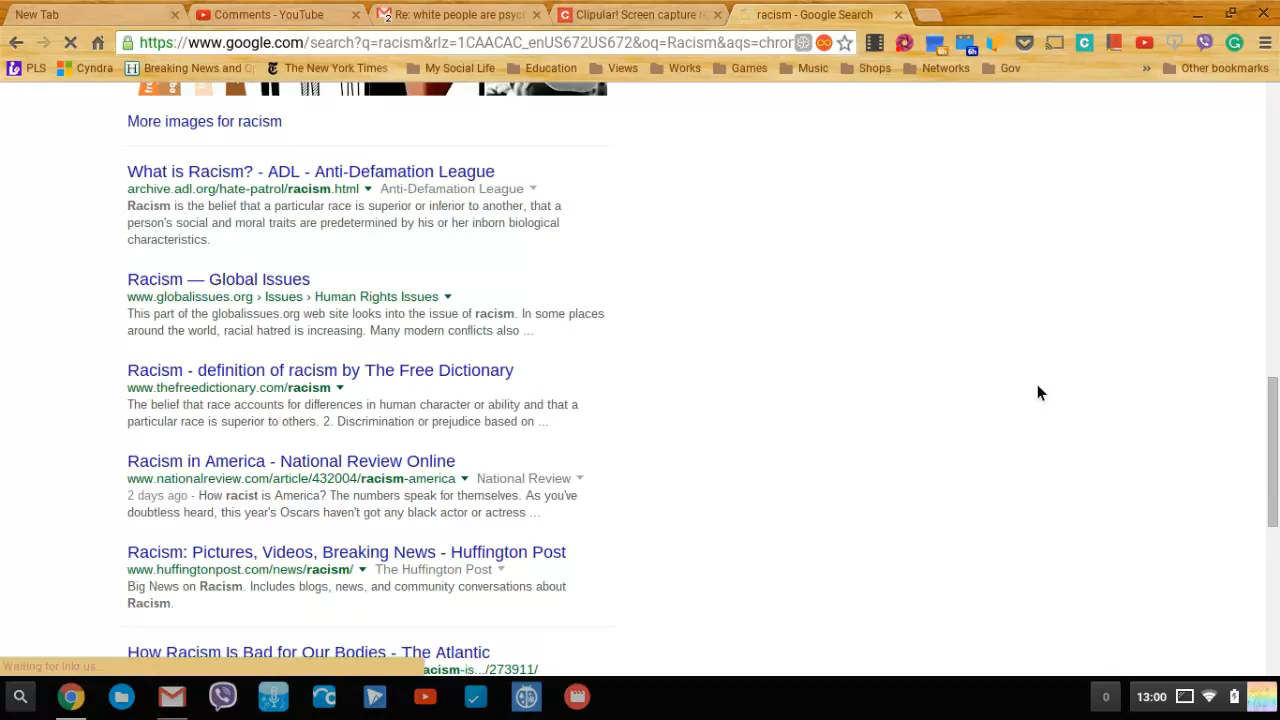 New Tab
Comments - YouTube
Re: white people are psyc
Clipular! Screen capture
racism - Google Search
https://www.google.com/search?q=racism&rlz=1CAACAC_enUS672US672&oq=Racism&aqs=chrom
PLS
Cyndra
Breaking News and Op
The New York Times
My Social Life
Education
Views
Works
Games
Music
Shops
Networks
Gov
Other bookmarks
More images for racism
What is Racism? - ADL - Anti-Defamation League
archive.adl.org/hate-patrol/racism.html Anti-Defamation League
Racism is the belief that a particular race is superior or inferior to another, that a
person's social and moral traits are predetermined by his or her inborn biological
characteristics.
Racism — Global Issues
www.globalissues.org › Issues › Human Rights Issues
This part of the globalissues.org web site looks into the issue of racism. In some places
around the world, racial hatred is increasing. Many modern conflicts also ...
Racism - definition of racism by The Free Dictionary
www.thefreedictionary.com/racism
The belief that race accounts for differences in human character or ability and that a
particular race is superior to others. 2. Discrimination or prejudice based on ...
Racism in America - National Review Online
www.nationalreview.com/article/432004/racism-america National Review
2 days ago - How racist is America? The numbers speak for themselves. As you've
doubtless heard, this year's Oscars haven't got any black actor or actress ...
Racism: Pictures, Videos, Breaking News - Huffington Post
www.huffingtonpost.com/news/racism/ The Huffington Post
Big News on Racism. Includes blogs, news, and community conversations about
Racism.
How Racism Is Bad for Our Bodies - The Atlantic
acism-is.../273911/
Waiting for lnkr.us...
0
13:00